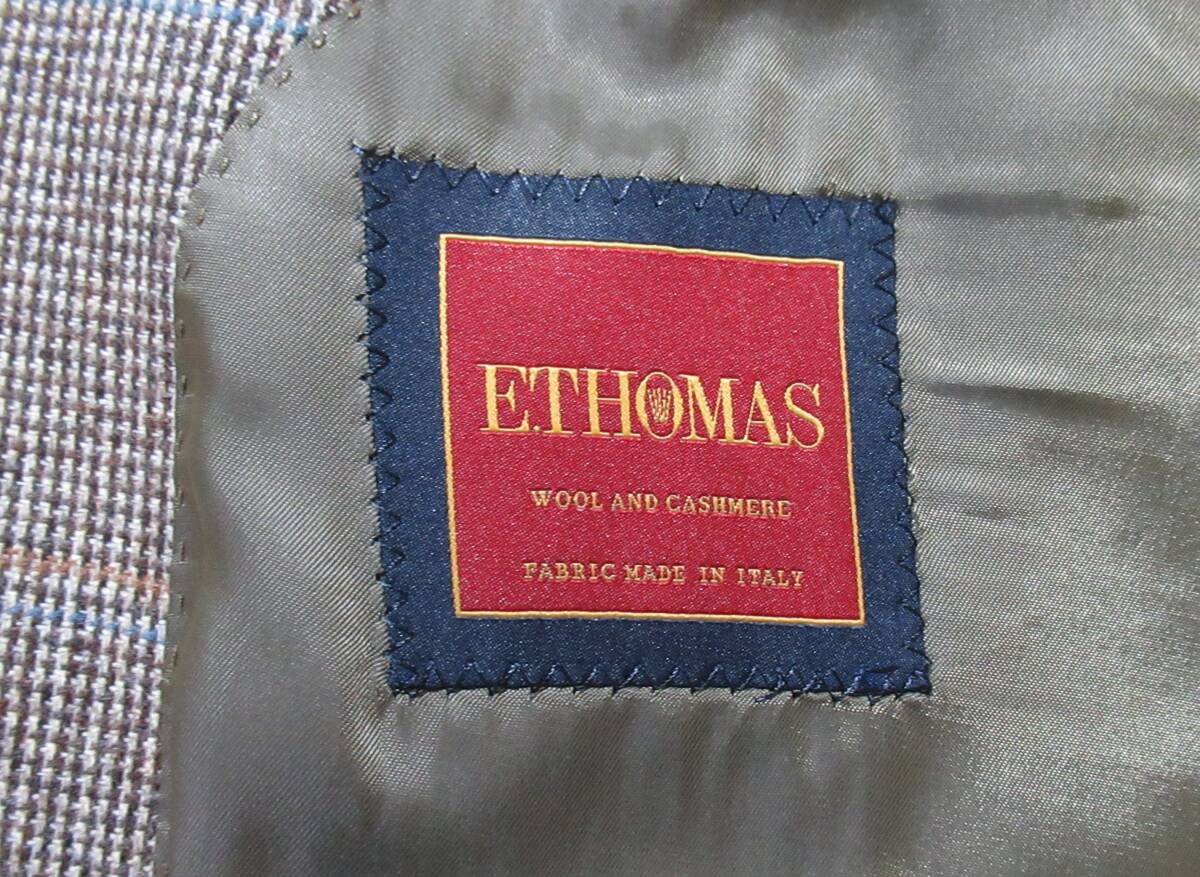 E.THOMAS
WOOL AND CASHMERE
FABRIC MADE IN ITALY